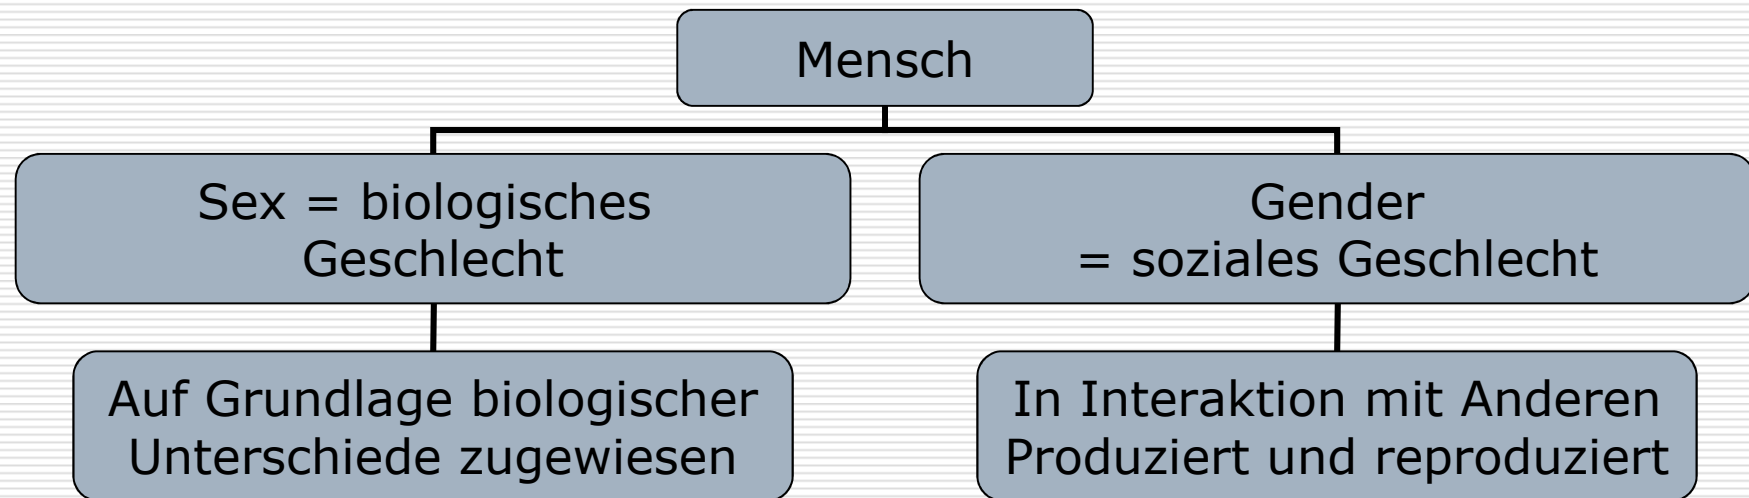 Mensch
Sex = biologisches
Geschlecht
Gender
= soziales Geschlecht
Auf Grundlage biologischer
Unterschiede zugewiesen
In Interaktion mit Anderen
Produziert und reproduziert